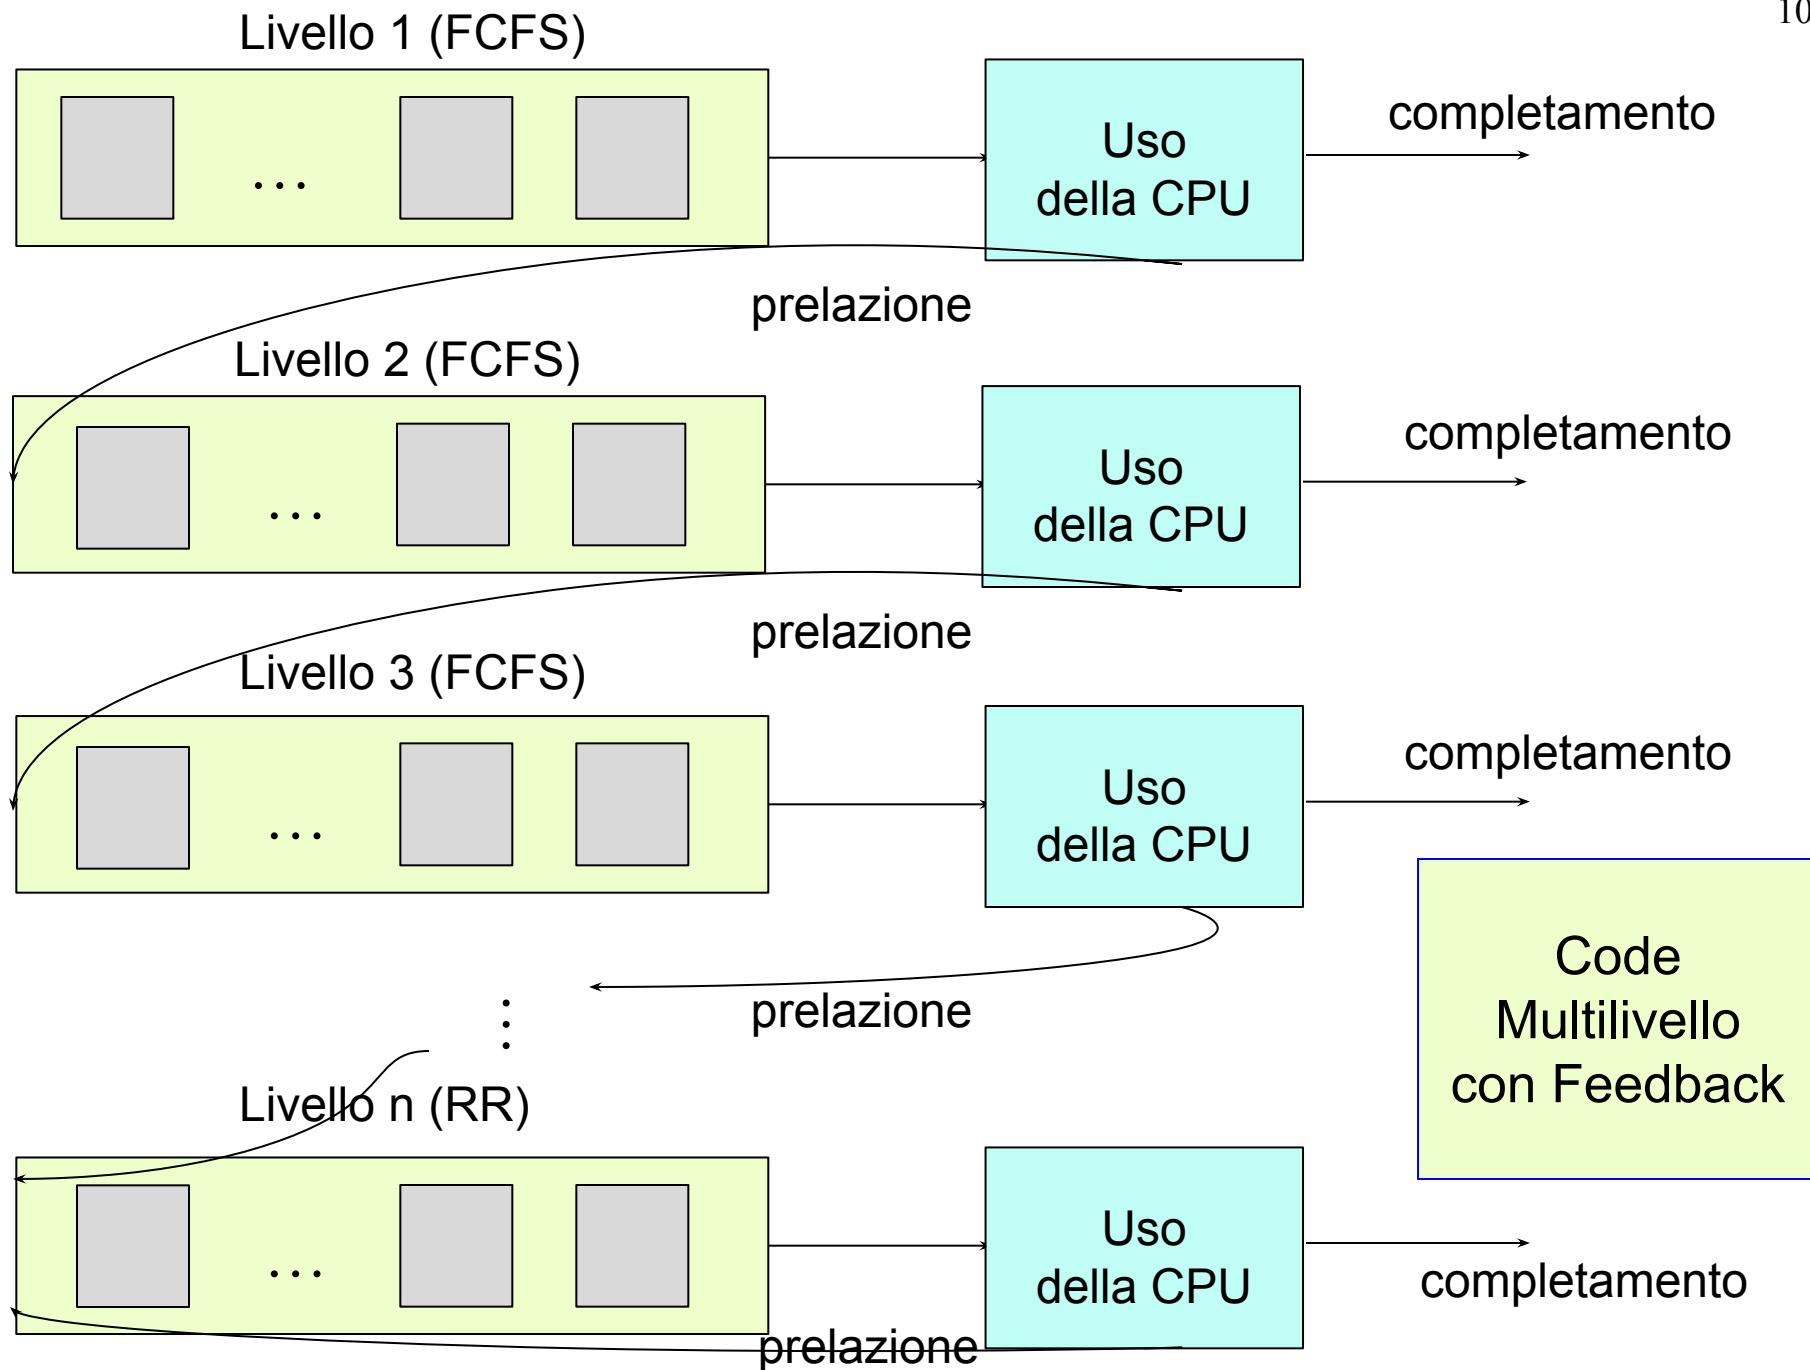 10
Livello 1 (FCFS)
completamento
Uso
della CPU
…
prelazione
Livello 2 (FCFS)
completamento
Uso
della CPU
…
prelazione
Livello 3 (FCFS)
completamento
Uso
della CPU
…
Code
Multilivello
con Feedback
prelazione
⋮
Livello n (RR)
Uso
della CPU
…
completamento
prelazione